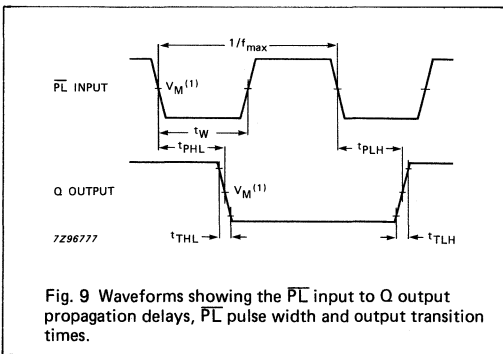 1/fmax
PL INPUT
VM(1)
tW
tPHL
tPLH
Q OUTPUT
VM(1)
7Z96777
tTHL
tTLH
Fig. 9 Waveforms showing the PL input to Q output
propagation delays, PL pulse width and output transition
times.